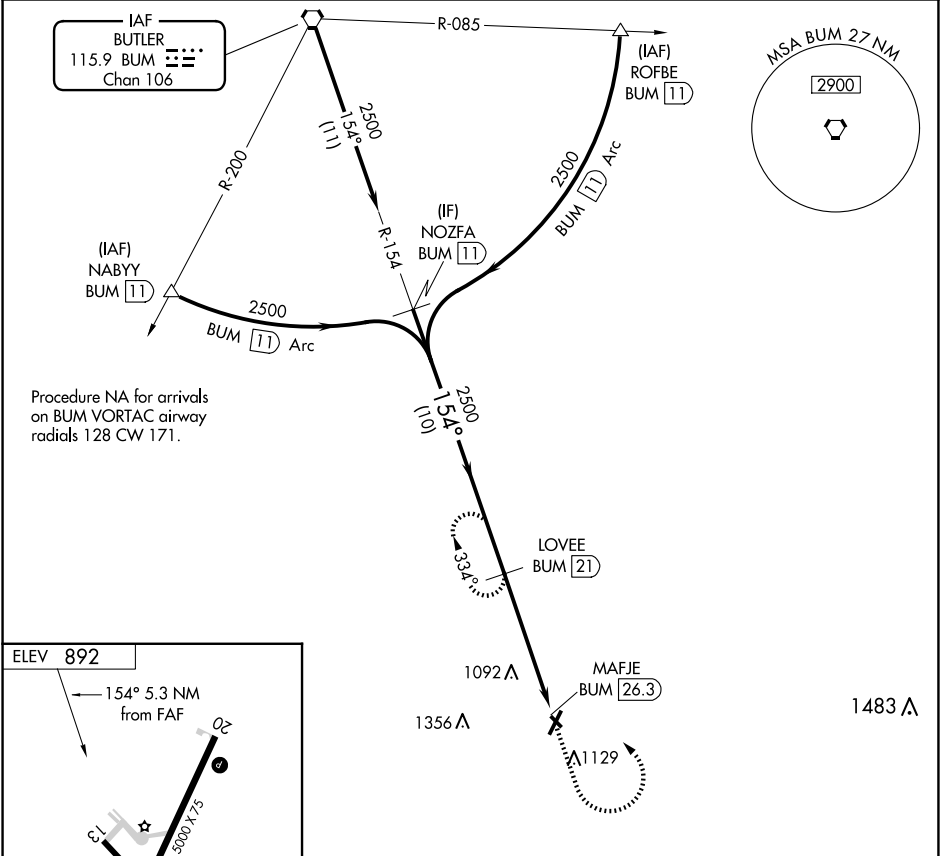 IAF
BUTLER
115.9 BUM
Chan 106
R-085
(IAF)
ROFBE
BUM 11
MSA BUM 27 NM
2900
2500
154°
(11)
R-200
2500
BUM 11 Arc
(IF)
NOZFA
BUM 11
R-154
(IAF)
NABYY
BUM 11
2500
BUM 11 Arc
Procedure NA for arrivals
on BUM VORTAC airway
radials 128 CW 171.
2500
154°
(10)
334°
LOVEE
BUM 21
1092
MAFJE
BUM 26.3
1356
1483
1129
ELEV 892
154° 5.3 NM
from FAF
20
P
5000 X 75
13